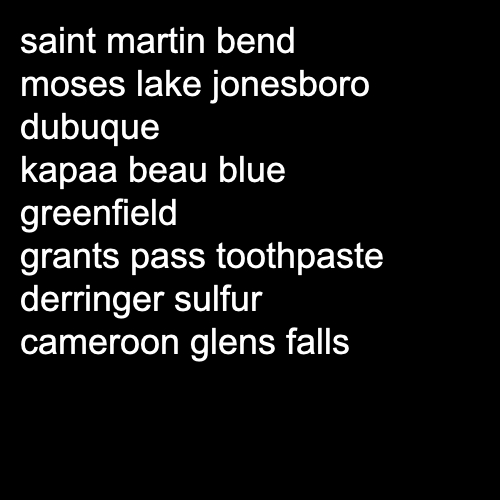 saint martin bend
moses lake jonesboro
dubuque
kapaa beau blue
greenfield
grants pass toothpaste
derringer sulfur
cameroon glens falls